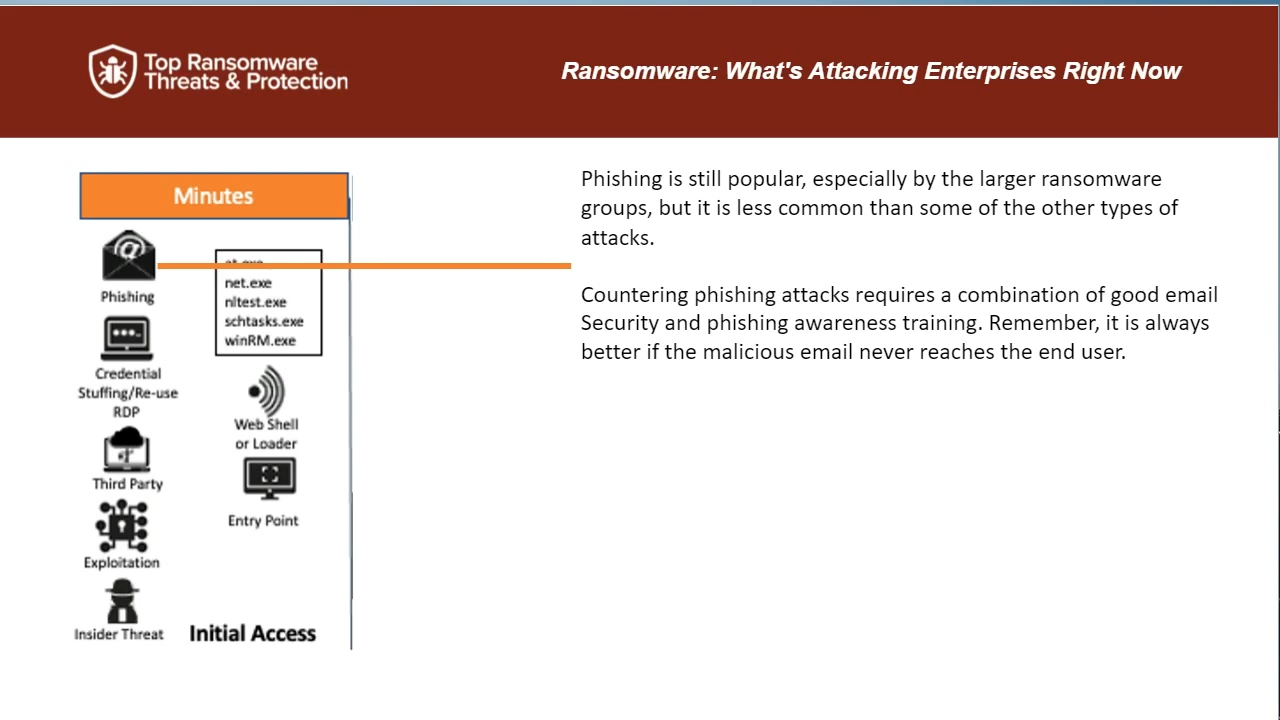 Top Ransomware
Threats & Protection
Ransomware: What's Attacking Enterprises Right Now
Minutes
Phishing
Credential
Stuffing/Re-use
RDP
Third Party
Exploitation
Insider Threat
at.exe
net.exe
nltest.exe
schtasks.exe
winRM.exe
Web Shell
or Loader
Entry Point
Initial Access
Phishing is still popular, especially by the larger ransomware
groups, but it is less common than some of the other types of
attacks.
Countering phishing attacks requires a combination of good email
Security and phishing awareness training. Remember, it is always
better if the malicious email never reaches the end user.